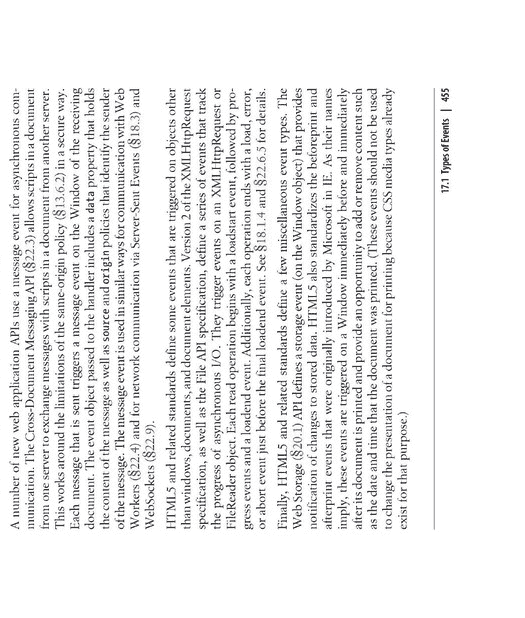 A number of new web application APIs use a message event for asynchronous com-
munication. The Cross-Document Messaging API (§22.3) allows scripts in a document
from one server to exchange messages with scripts in a document from another server.
This works around the limitations of the same-origin policy (§13.6.2) in a secure way.
Each message that is sent triggers a message event on the Window of the receiving
document. The event object passed to the handler includes a data property that holds
the content of the message as well as source and origin policies that identify the sender
of the message. The message event is used in similar ways for communication with Web
Workers (§22.4) and for network communication via Server-Sent Events (§18.3) and
WebSockets (§22.9).
HTML5 and related standards define some events that are triggered on objects other
than windows, documents, and document elements. Version 2 of the XMLHttpRequest
specification, as well as the File API specification, define a series of events that track
the progress of asynchronous I/O. They trigger events on an XMLHttpRequest or
FileReader object. Each read operation begins with a loadstart event, followed by pro-
gress events and a loadend event. Additionally, each operation ends with a load, error,
or abort event just before the final loadend event. See §18.1.4 and §22.6.5 for details.
Finally, HTML5 and related standards define a few miscellaneous event types. The
Web Storage (§20.1) API defines a storage event (on the Window object) that provides
notification of changes to stored data. HTML5 also standardizes the beforeprint and
afterprint events that were originally introduced by Microsoft in IE. As their names
imply, these events are triggered on a Window immediately before and immediately
after its document is printed and provide an opportunity to add or remove content such
as the date and time that the document was printed. (These events should not be used
to change the presentation of a document for printing because CSS media types already
exist for that purpose.)
17.1 Types of Events | 455